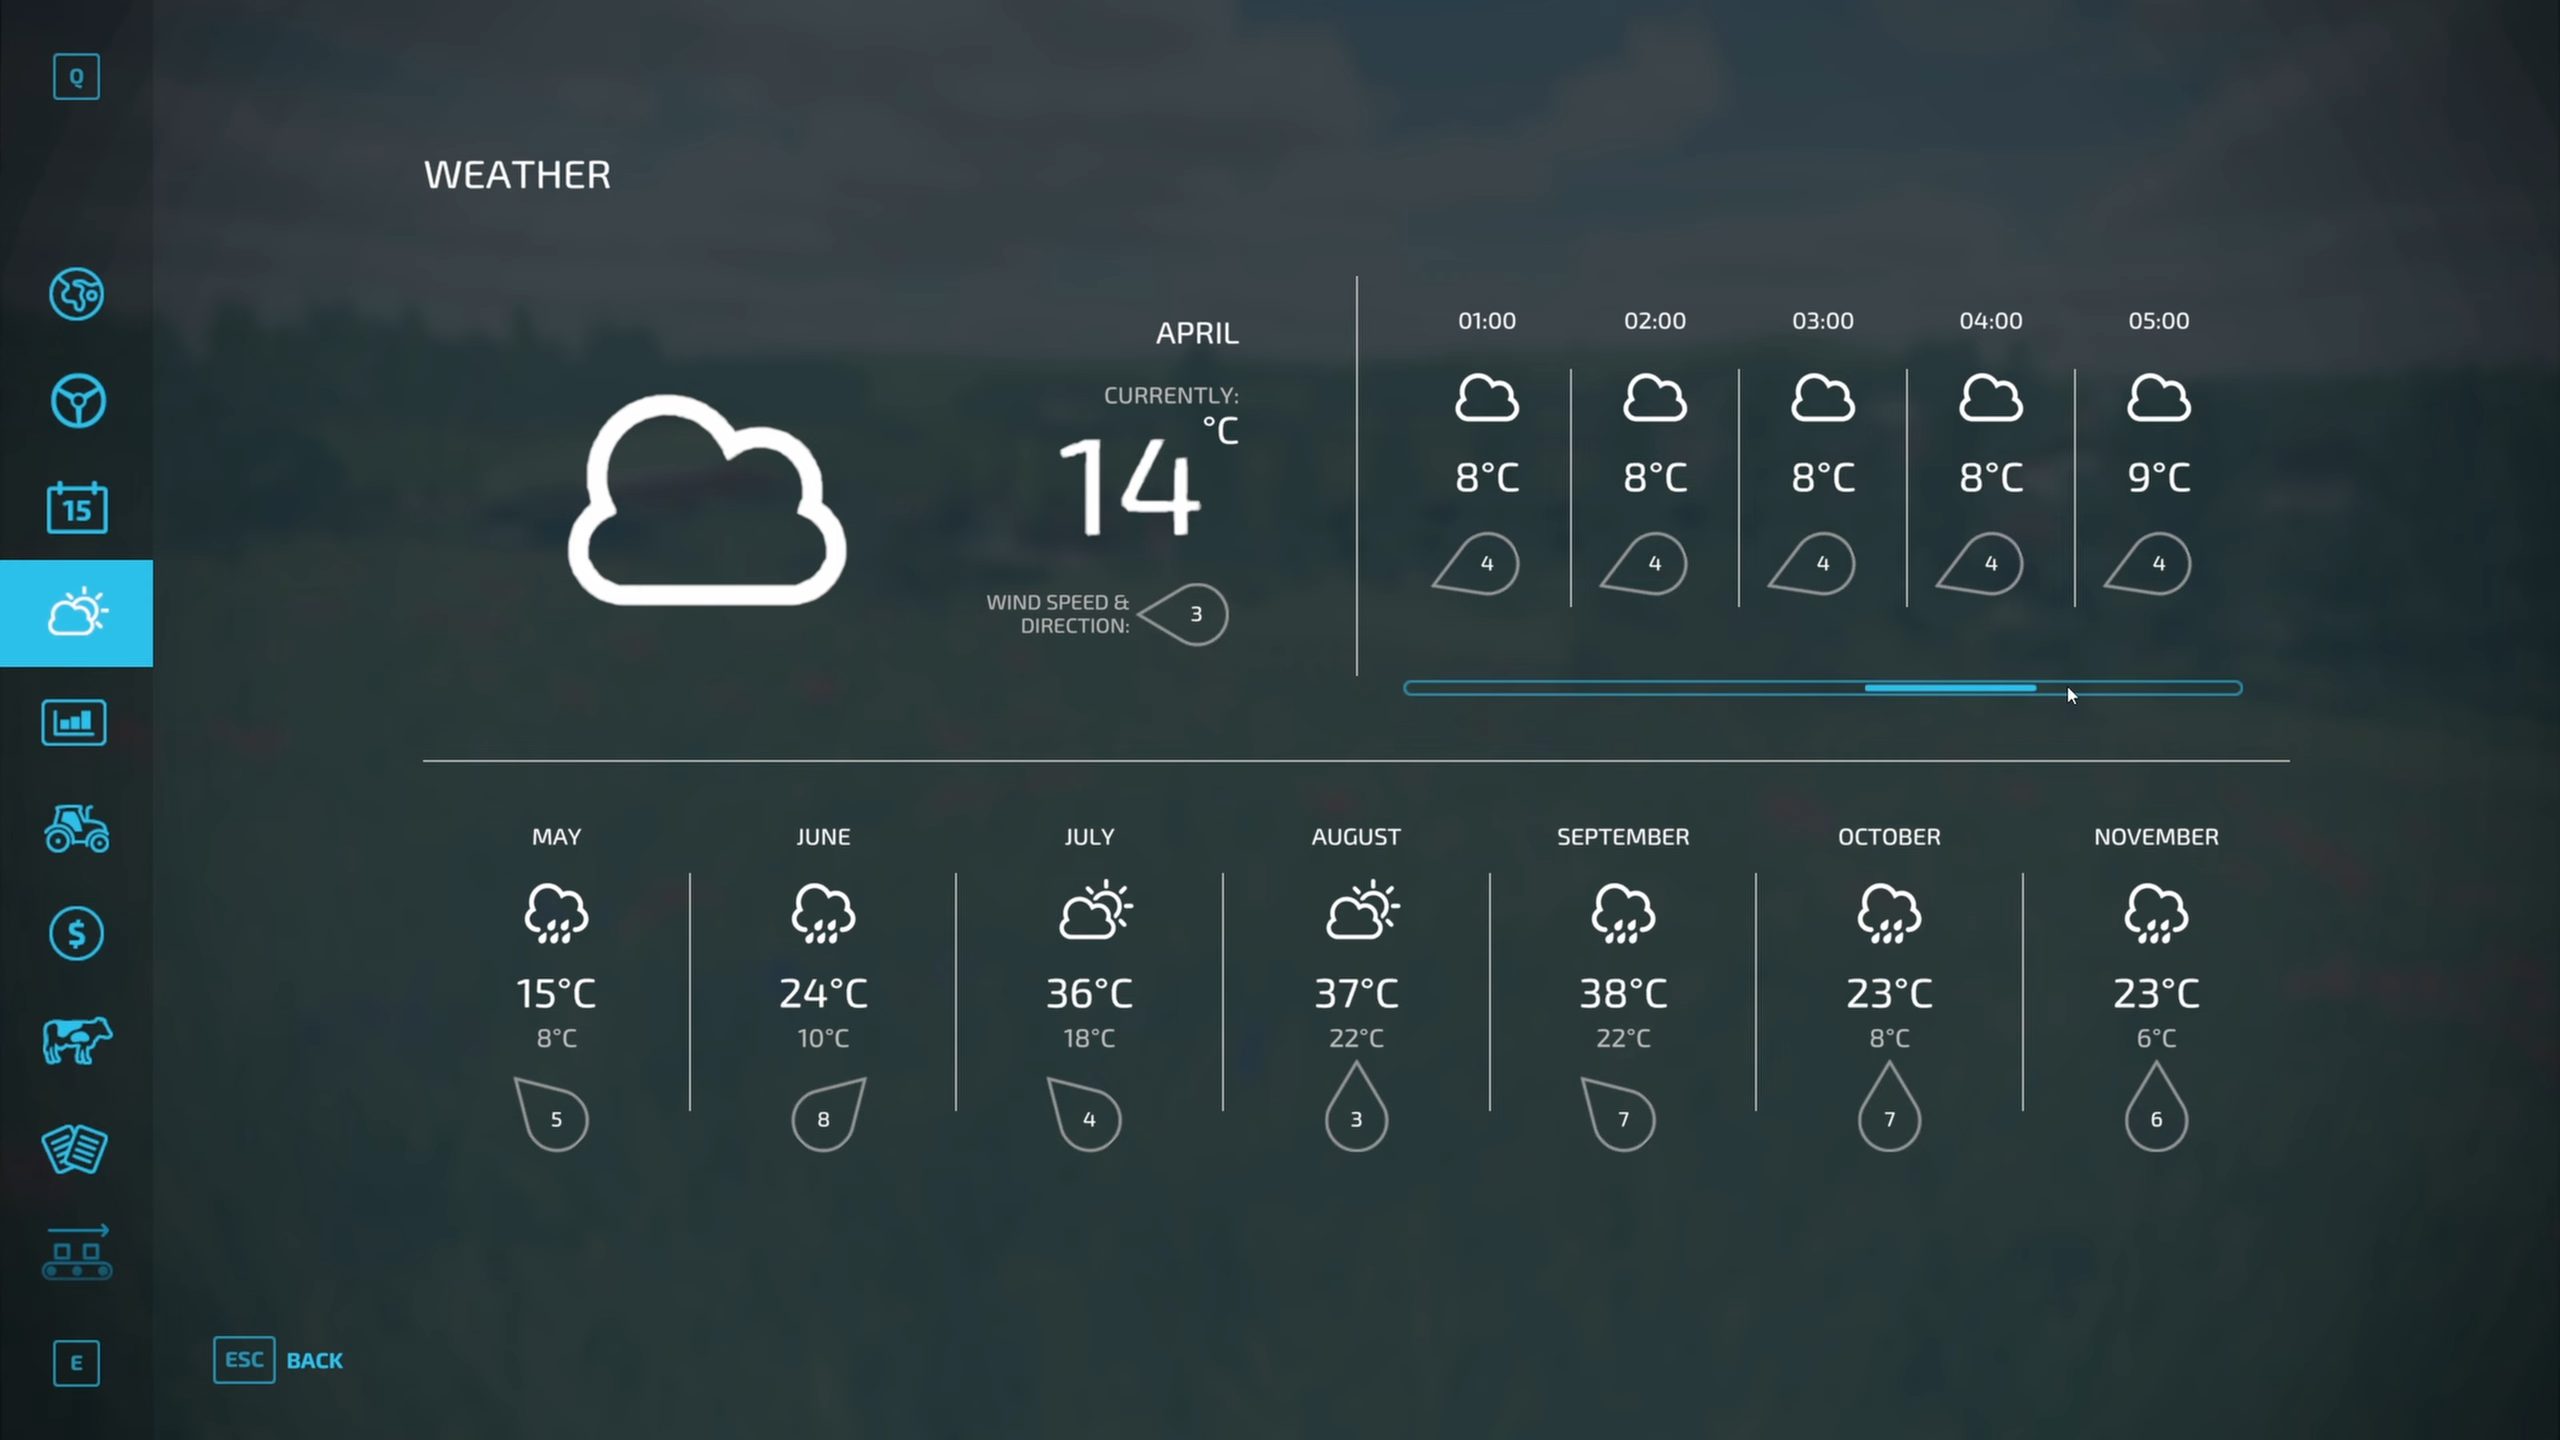 Q
WEATHER
APRIL
CURRENTLY:
14 °C
WIND SPEED &
DIRECTION:
3
01:00 02:00 03:00 04:00 05:00
8°C 8°C 8°C 8°C 9°C
4 4 4 4 4
15
$
MAY JUNE JULY AUGUST SEPTEMBER OCTOBER NOVEMBER
15°C 24°C 36°C 37°C 38°C 23°C 23°C
8°C 10°C 18°C 22°C 22°C 8°C 6°C
5 8 4 3 7 7 6
E
ESC BACK